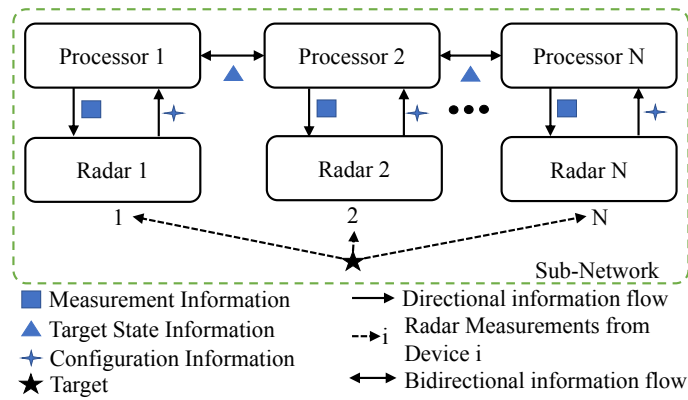 Processor 1
Processor 2
Processor N
Radar 1
Radar 2
Radar N
1
2
N
Sub-Network
Measurement Information
Target State Information
Configuration Information
Target
Directional information flow
i Radar Measurements from
Device i
Bidirectional information flow